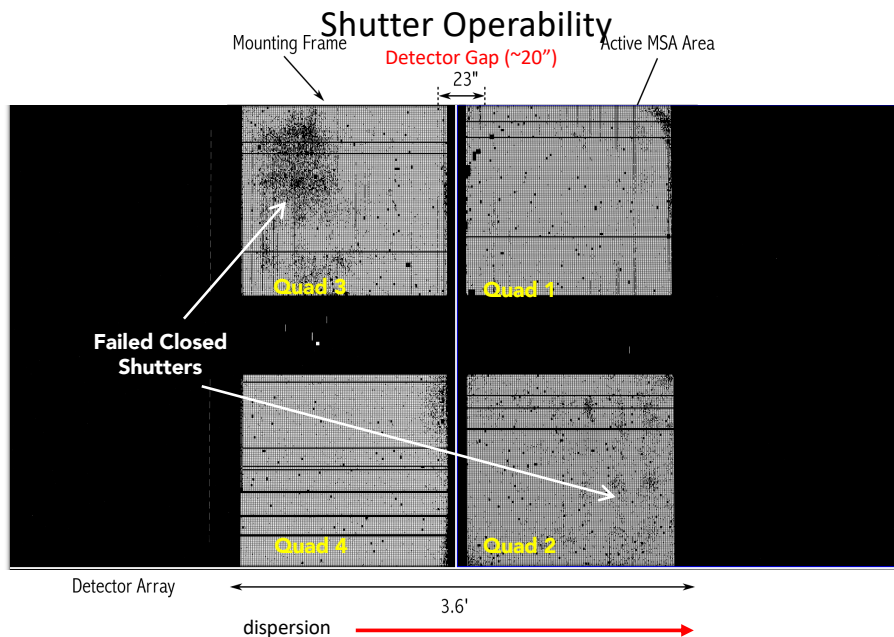 Shutter Operability
Mounting Frame
Active MSA Area
Detector Gap (~20”)
23"
Quad 3
Quad 1
Failed Closed
Shutters
Quad 4
Quad 2
Detector Array
3.6'
dispersion